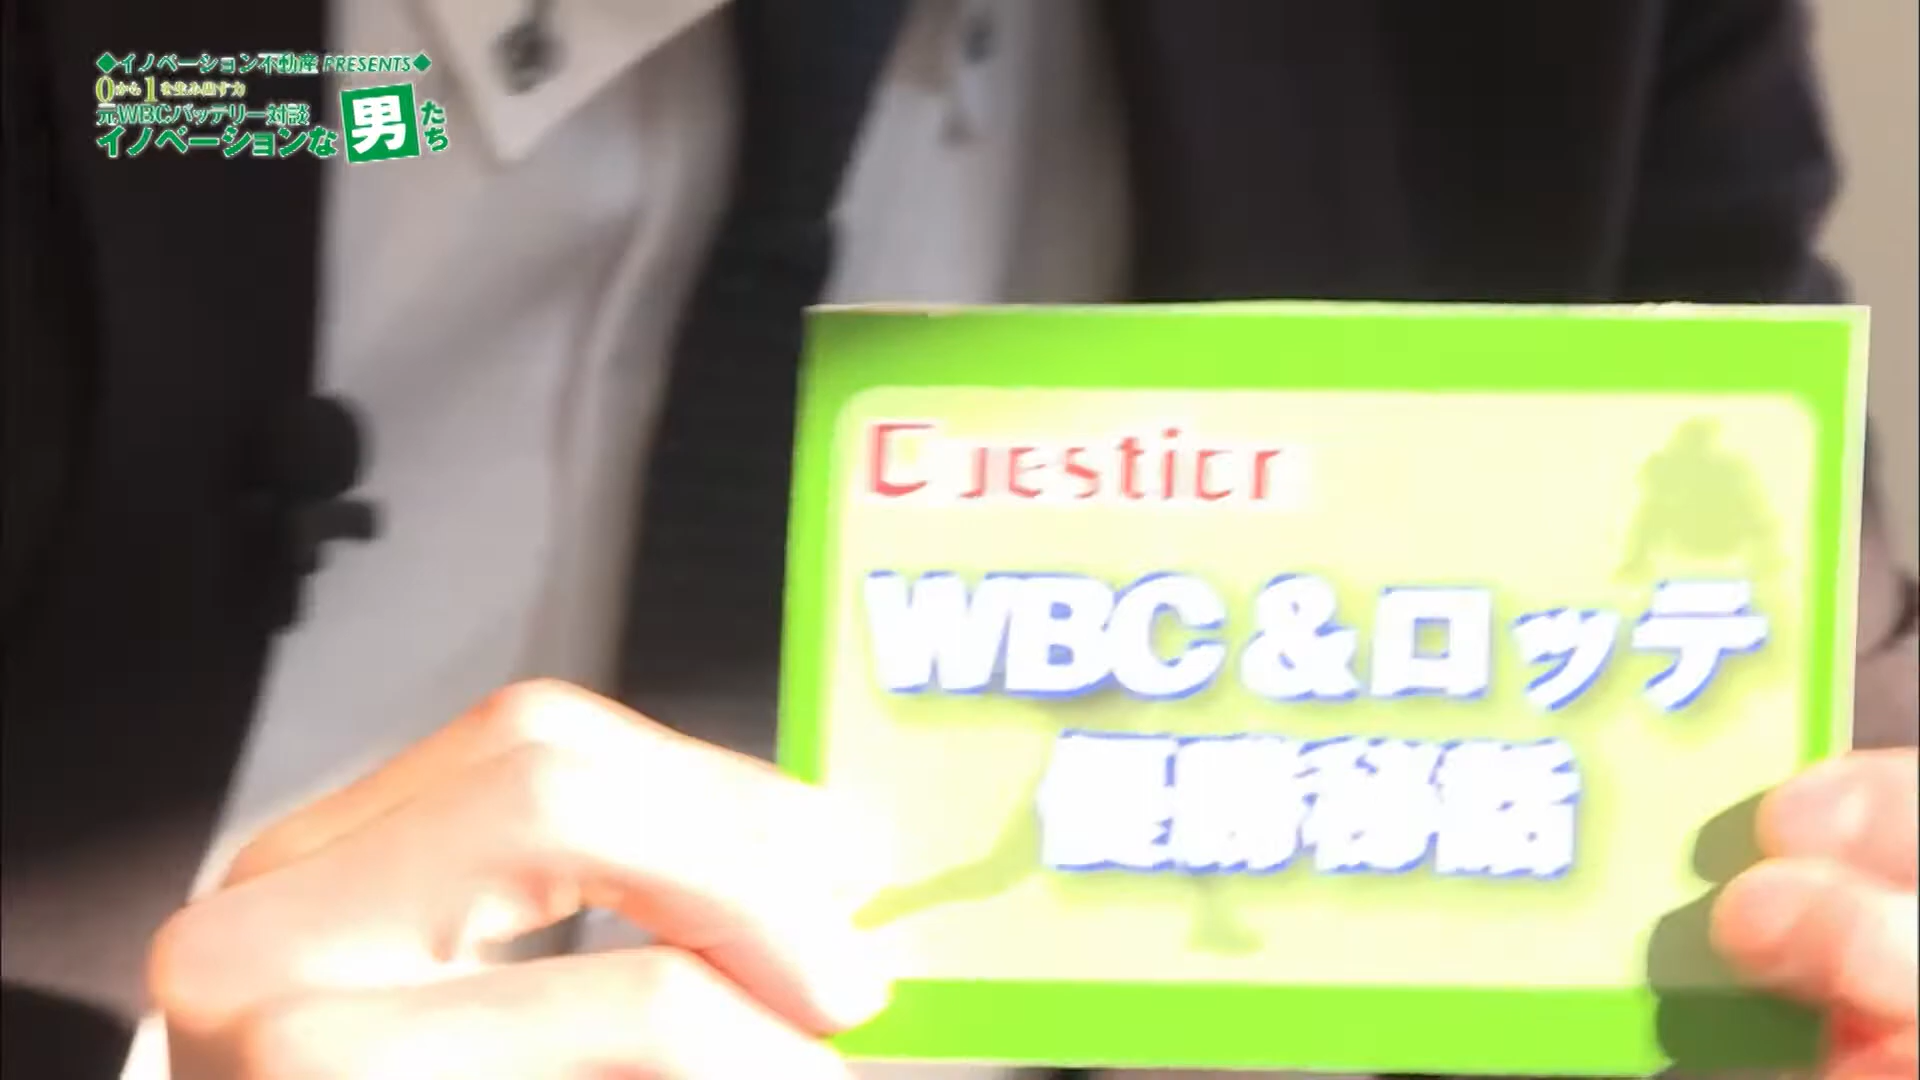 ◆イノベーション不動産 PRESENTS◆
0から1を生み出す力
元WBCバッテリー対談
イノベーションな男たち
Question
WBC&ロッテ
優勝秘話